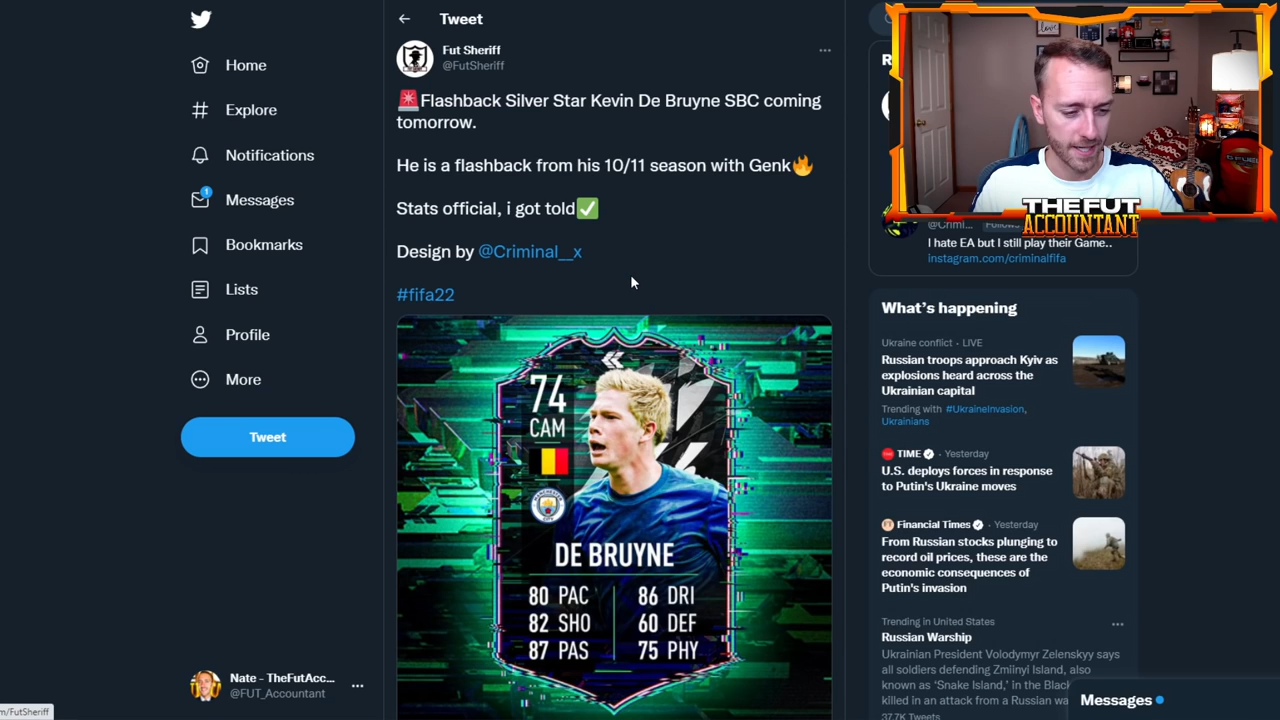 Tweet
Home
Explore
Notifications
1
Messages
Bookmarks
Lists
Profile
More
Tweet
Nate - TheFutAcc...
@FUT_Accountant
m/FutSheriff
Fut Sheriff
@FutSheriff
🚨Flashback Silver Star Kevin De Bruyne SBC coming
tomorrow.
He is a flashback from his 10/11 season with Genk🔥
Stats official, i got told✅
Design by @Criminal__x
#fifa22
74
CAM
DE BRUYNE
80 PAC 86 DRI
82 SHO 60 DEF
87 PAS 75 PHY
THE FUT
ACCOUNTANT
@Crimi... Follows
I hate EA but I still play their Game..
instagram.com/criminalfifa
What's happening
Ukraine conflict · LIVE
Russian troops approach Kyiv as
explosions heard across the
Ukrainian capital
Trending with #UkraineInvasion,
Ukrainians
TIME · Yesterday
U.S. deploys forces in response
to Putin's Ukraine moves
Financial Times · Yesterday
From Russian stocks plunging to
record oil prices, these are the
economic consequences of
Putin's invasion
Trending in United States
Russian Warship
Ukrainian President Volodymyr Zelenskyy says
all soldiers defending Zmiinyi Island, also
known as 'Snake Island,' in the Black
killed in an attack from a Russian wa
37.7K Tweets
Messages